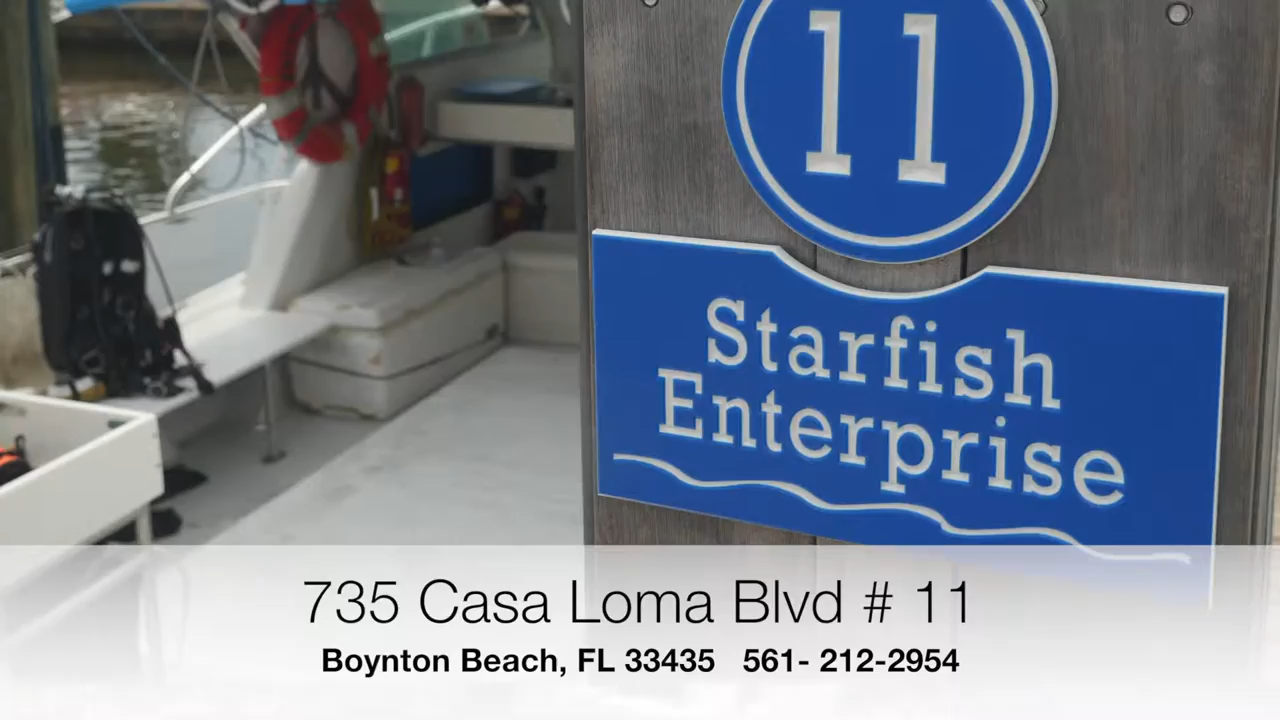 11
Starfish
Enterprise
735 Casa Loma Blvd # 11
Boynton Beach, FL 33435 561- 212-2954